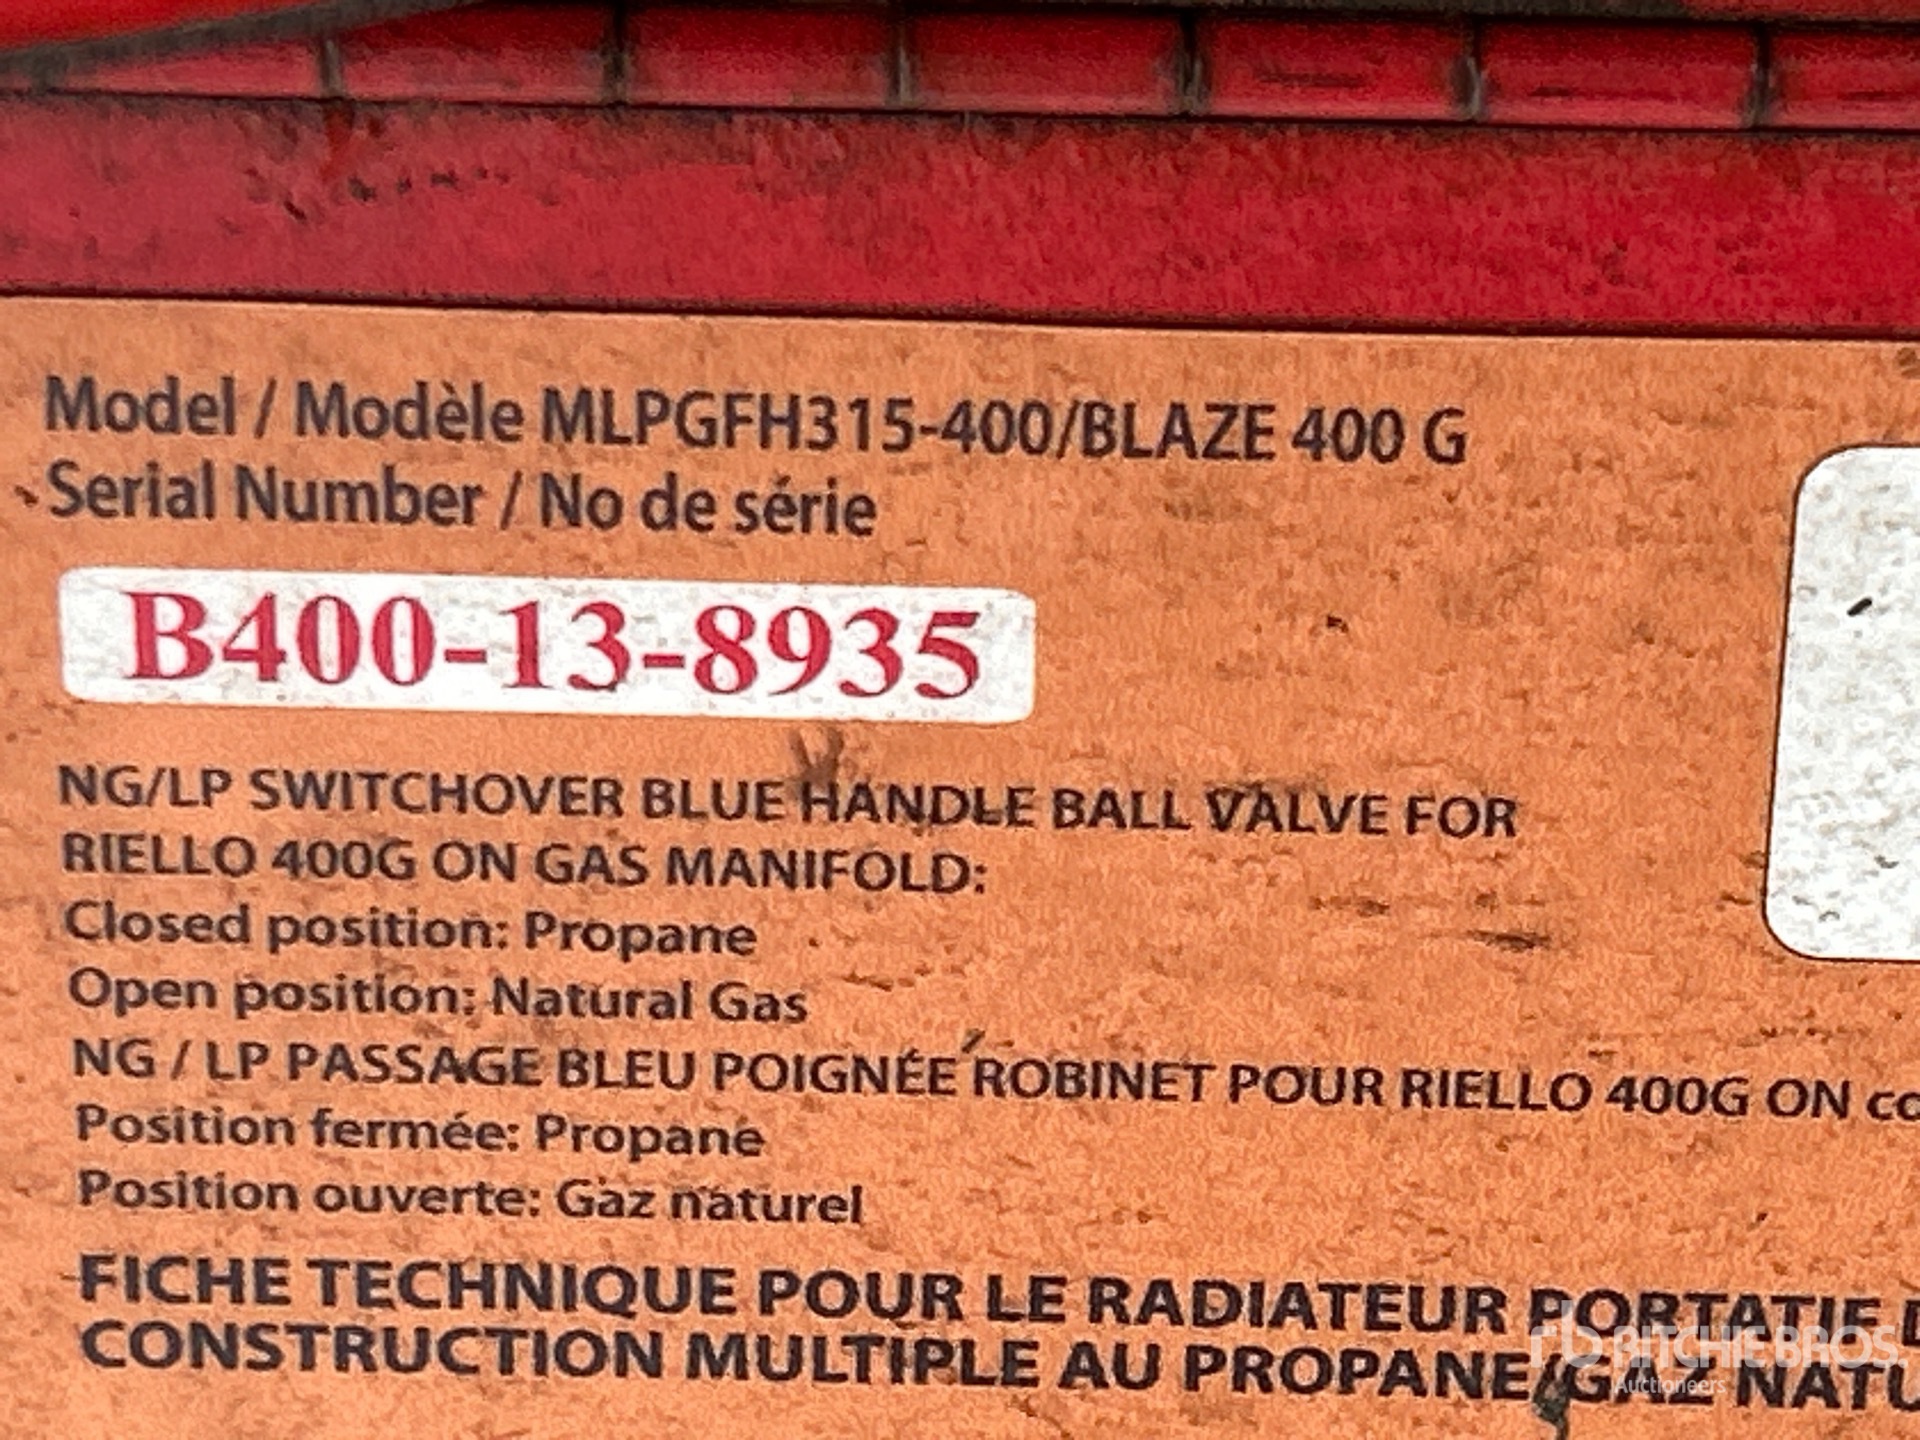 Model / Modèle MLPGFH315-400/BLAZE 400 G
Serial Number / No de série
B400-13-8935
NG/LP SWITCHOVER BLUE HANDLE BALL VALVE FOR
RIELLO 400G ON GAS MANIFOLD:
Closed position: Propane
Open position: Natural Gas
NG / LP PASSAGE BLEU POIGNÉE ROBINET POUR RIELLO 400G ON
Position fermée: Propane
Position ouverte: Gaz naturel
FICHE TECHNIQUE POUR LE RADIATEUR PORTATIF
CONSTRUCTION MULTIPLE AU PROPANE/GAZ
rb RITCHIE BROS.
Auctioneers